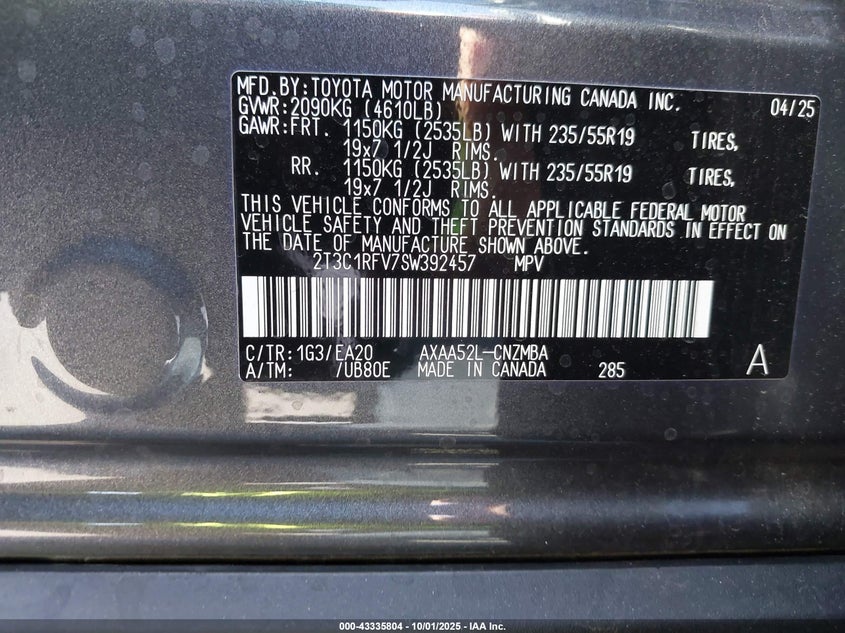 MFD.BY:TOYOTA MOTOR MANUFACTURING CANADA INC. 04/25
GVWR:2090KG (4610LB)
GAWR:FRT. 1150KG (2535LB) WITH 235/55R19 TIRES,
19x7 1/2J RIMS.
RR. 1150KG (2535LB) WITH 235/55R19 TIRES,
19x7 1/2J RIMS.
THIS VEHICLE CONFORMS TO ALL APPLICABLE FEDERAL MOTOR
VEHICLE SAFETY AND THEFT PREVENTION STANDARDS IN EFFECT ON
THE DATE OF MANUFACTURE SHOWN ABOVE.
2T3C1RFV7SW392457 MPV
C/TR:1G3/EA20 AXAA52L-CNZMBA A
A/TM: /UB80E MADE IN CANADA 285
000-43335804 - 10/01/2025 - IAA Inc.